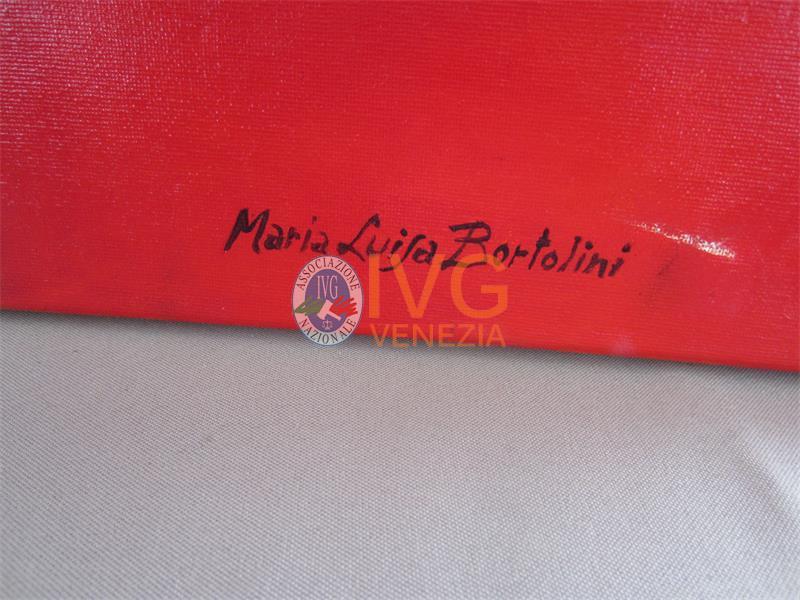 Maria Luisa Bortolini
ASSOCIAZIONE
IVG
NAZIONALE
IVG
VENEZIA